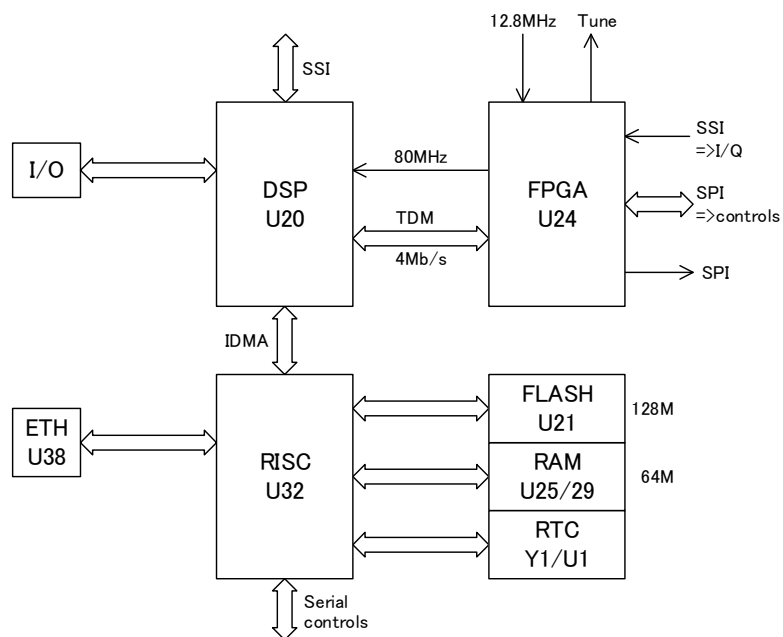 12.8MHz
Tune
SSI
I/O
DSP
U20
80MHz
TDM
4Mb/s
FPGA
U24
SSI
=>I/Q
SPI
=>controls
SPI
IDMA
ETH
U38
RISC
U32
FLASH
U21
128M
RAM
U25/29
64M
RTC
Y1/U1
Serial
controls